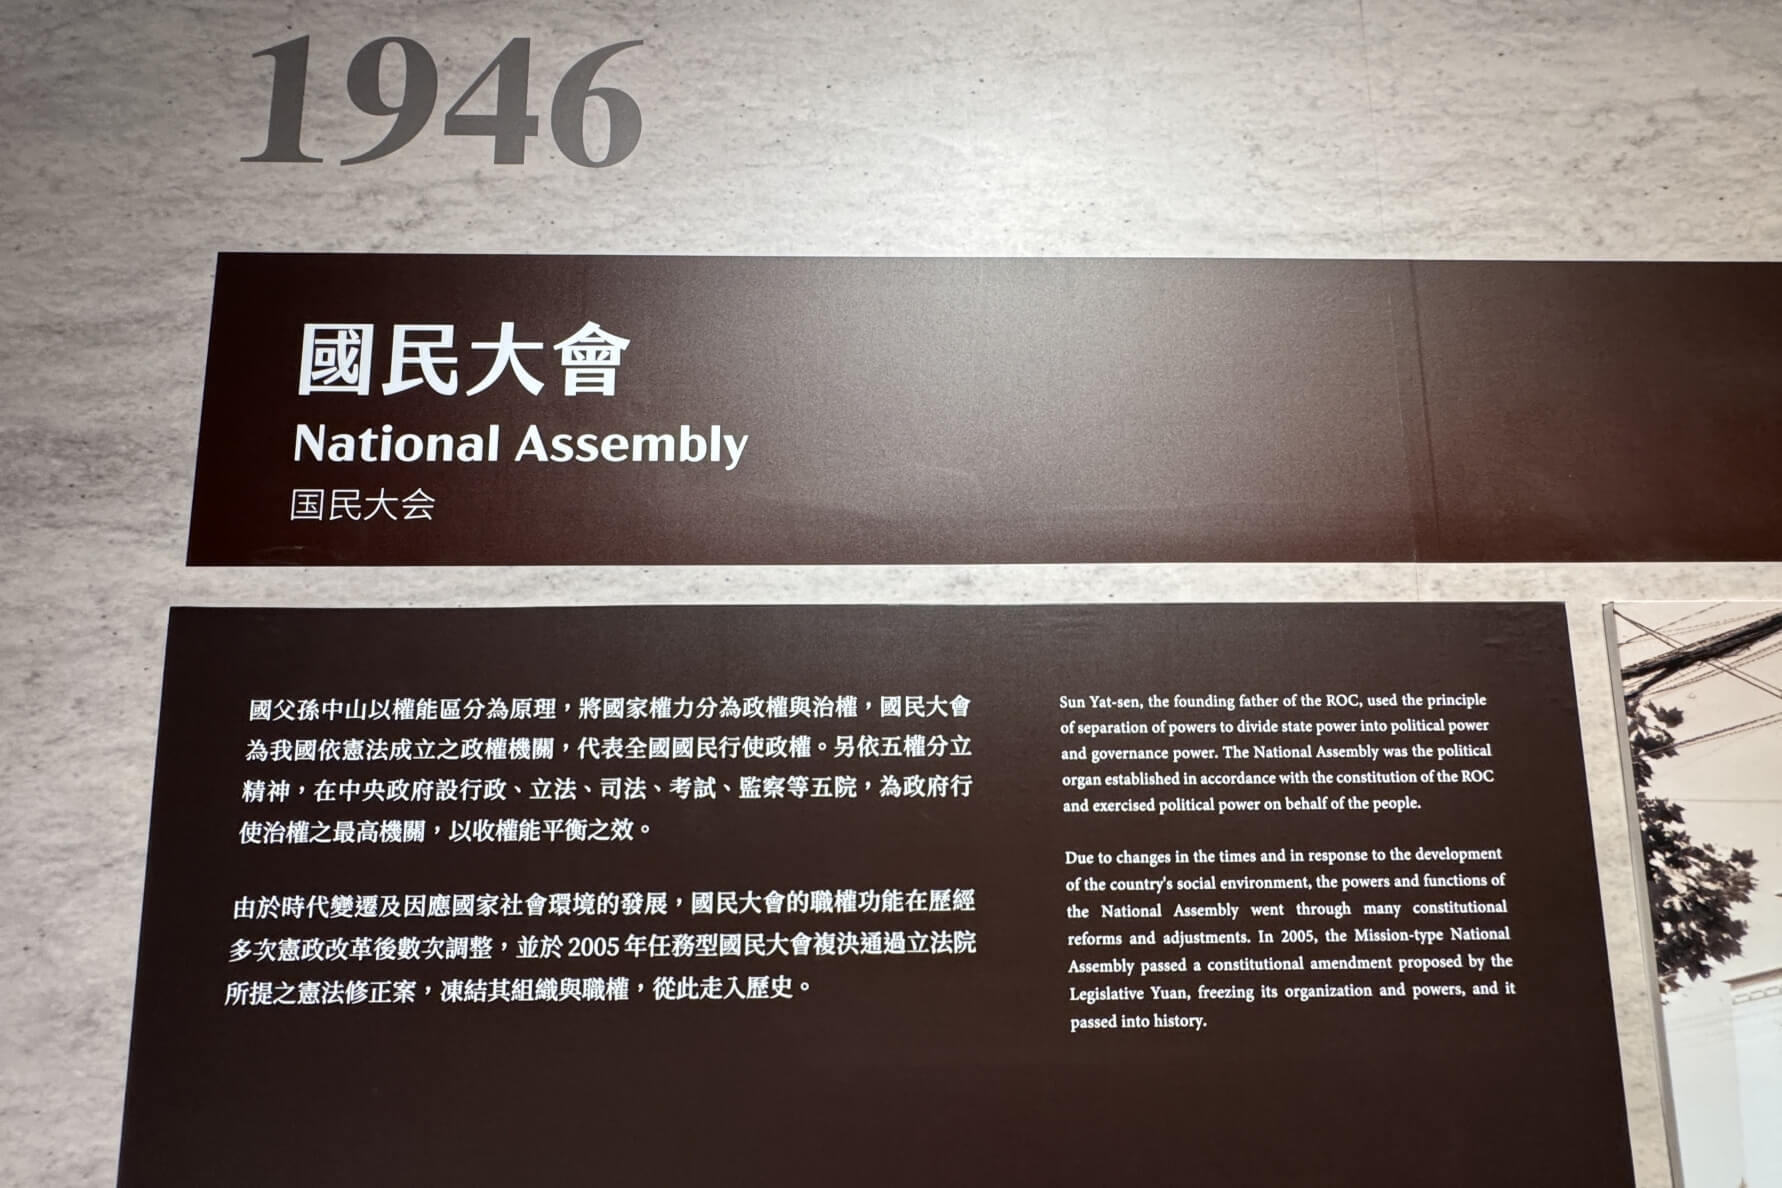 1946
國民大會
National Assembly
国民大会
國父孫中山以權能區分為原理，將國家權力分為政權與治權，國民大會
為我國依憲法成立之政權機關，代表全國國民行使政權。另依五權分立
精神，在中央政府設行政、立法、司法、考試、監察等五院，為政府行
使治權之最高機關，以收權能平衡之效。
由於時代變遷及因應國家社會環境的發展，國民大會的職權功能在歷經
多次憲政改革後數次調整，並於 2005 年任務型國民大會複決通過立法院
所提之憲法修正案，凍結其組織與職權，從此走入歷史。
Sun Yat-sen, the founding father of the ROC, used the principle
of separation of powers to divide state power into political power
and governance power. The National Assembly was the political
organ established in accordance with the constitution of the ROC
and exercised political power on behalf of the people.
Due to changes in the times and in response to the development
of the country's social environment, the powers and functions of
the National Assembly went through many constitutional
reforms and adjustments. In 2005, the Mission-type National
Assembly passed a constitutional amendment proposed by the
Legislative Yuan, freezing its organization and powers, and it
passed into history.